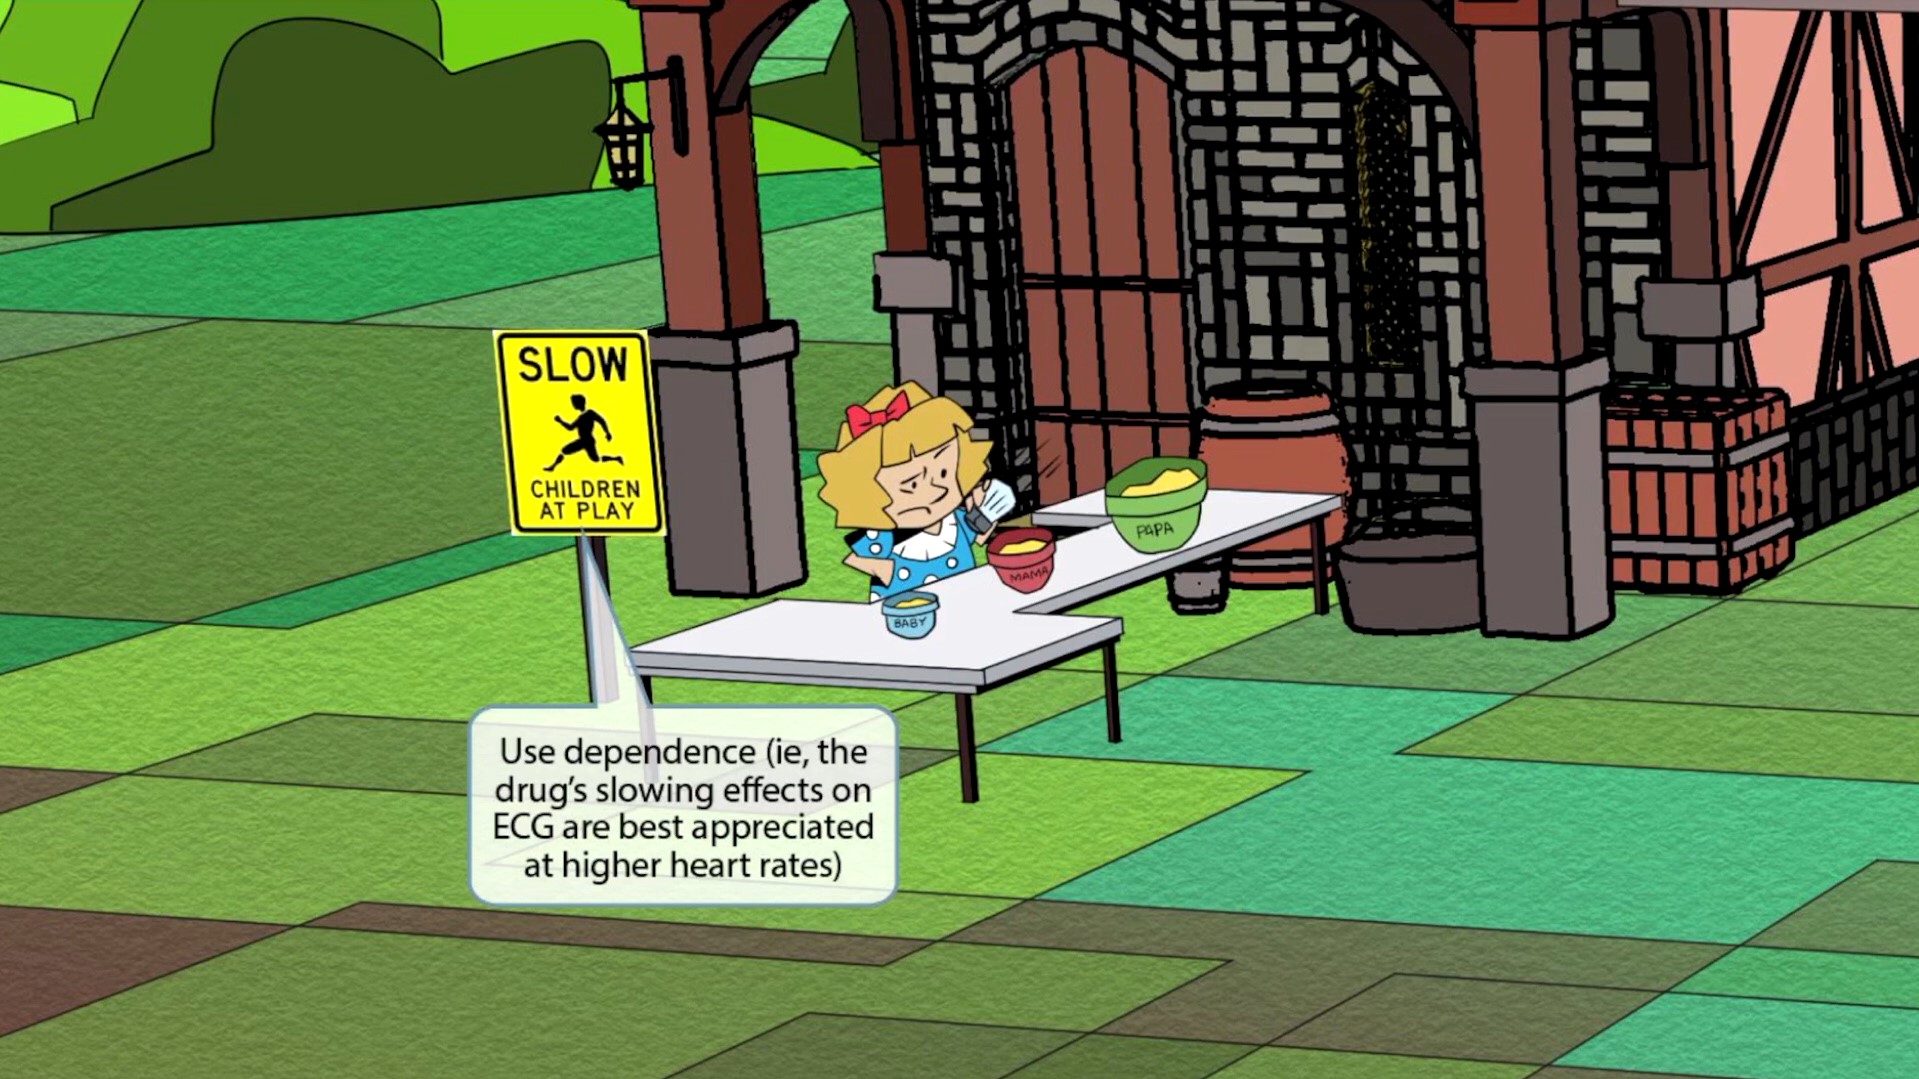 SLOW
CHILDREN
AT PLAY
PAPA
MAMA
BABY
Use dependence (ie, the
drug's slowing effects on
ECG are best appreciated
at higher heart rates)